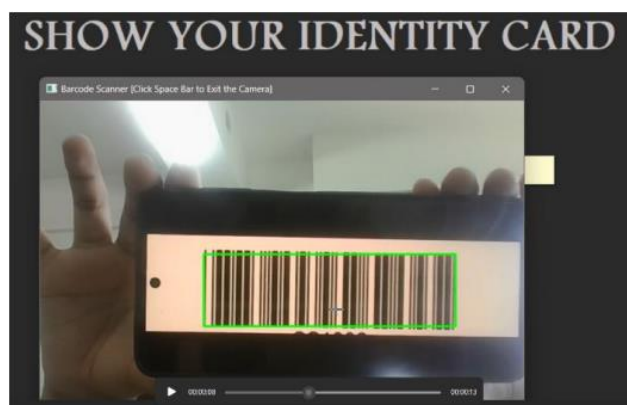 SHOW YOUR IDENTITY CARD
Barcode Scanner [Click Space Bar to Exit the Camera]
00:00:08
00:00:13